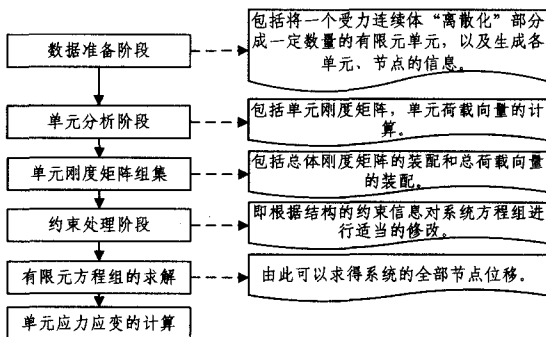 数据准备阶段
包括将一个受力连续体“离散化”部分
成一定数量的有限元单元，以及生成各
单元、节点的信息。
单元分析阶段
包括单元刚度矩阵，单元荷载向量的计
算。
单元刚度矩阵组集
包括总体刚度矩阵的装配和总荷载向量
的装配。
约束处理阶段
即根据结构的约束信息对系统方程组进
行适当的修改。
有限元方程组的求解
由此可以求得系统的全部节点位移。
单元应力应变的计算